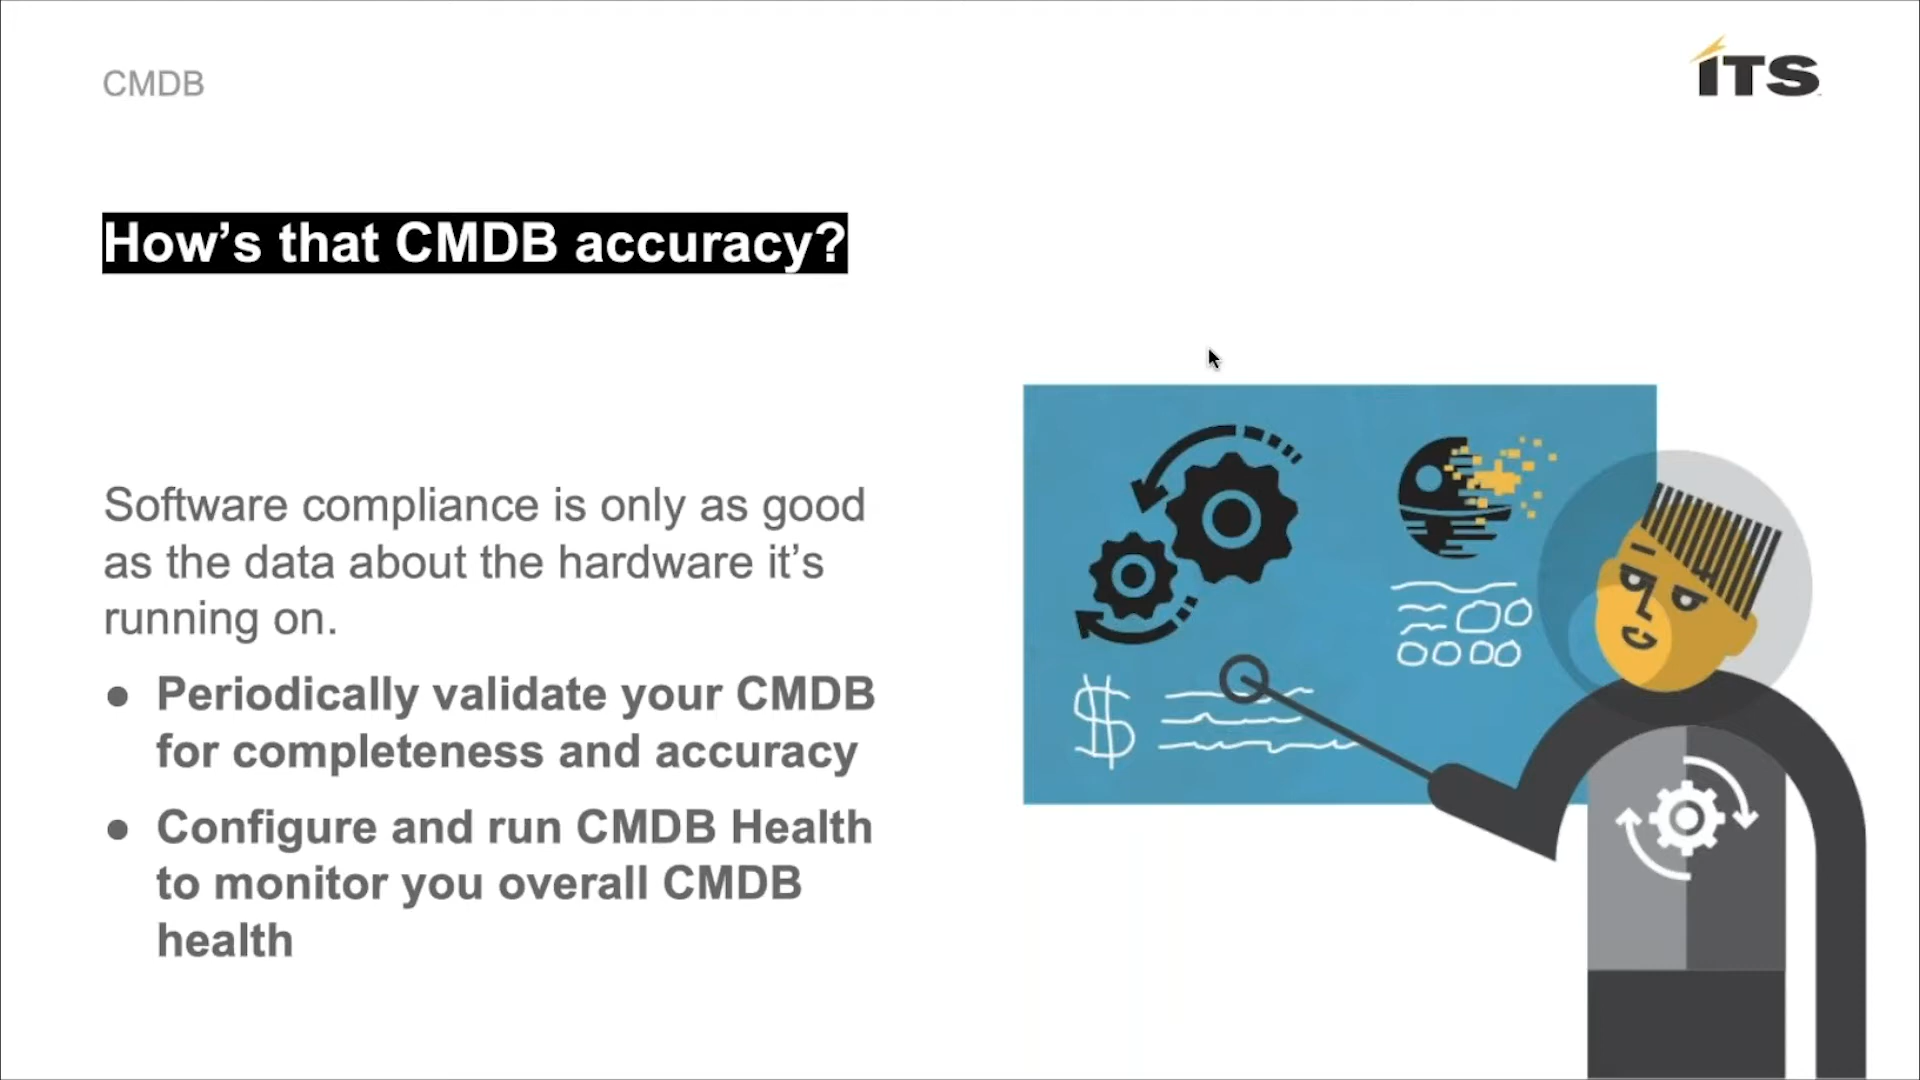 CMDB
iTS
How’s that CMDB accuracy?
Software compliance is only as good
as the data about the hardware it’s
running on.
● Periodically validate your CMDB
for completeness and accuracy
● Configure and run CMDB Health
to monitor you overall CMDB
health
$